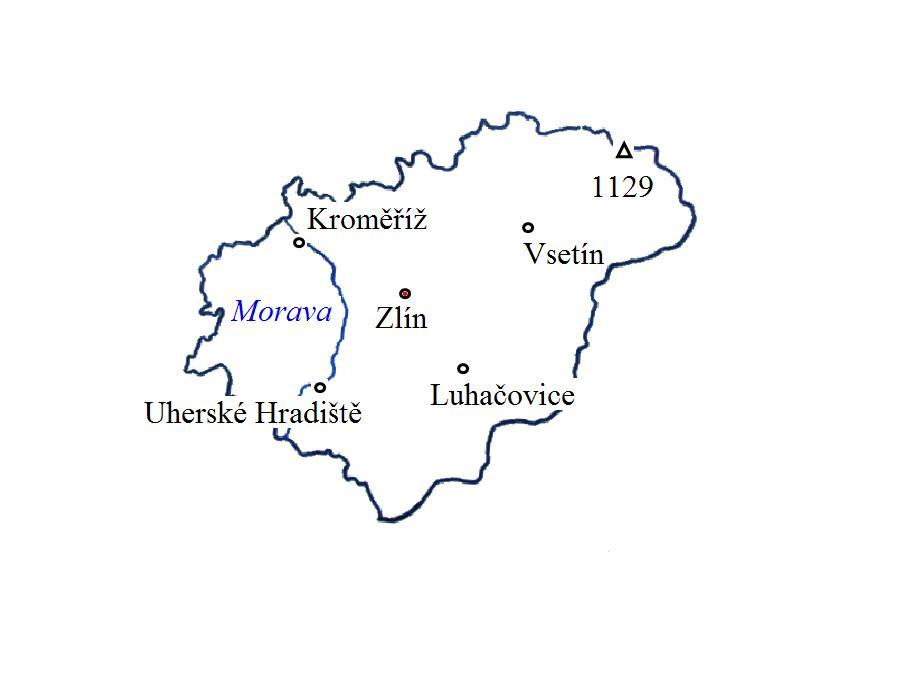 1129
Kroměříž
Vsetín
Morava
Zlín
Luhačovice
Uherské Hradiště